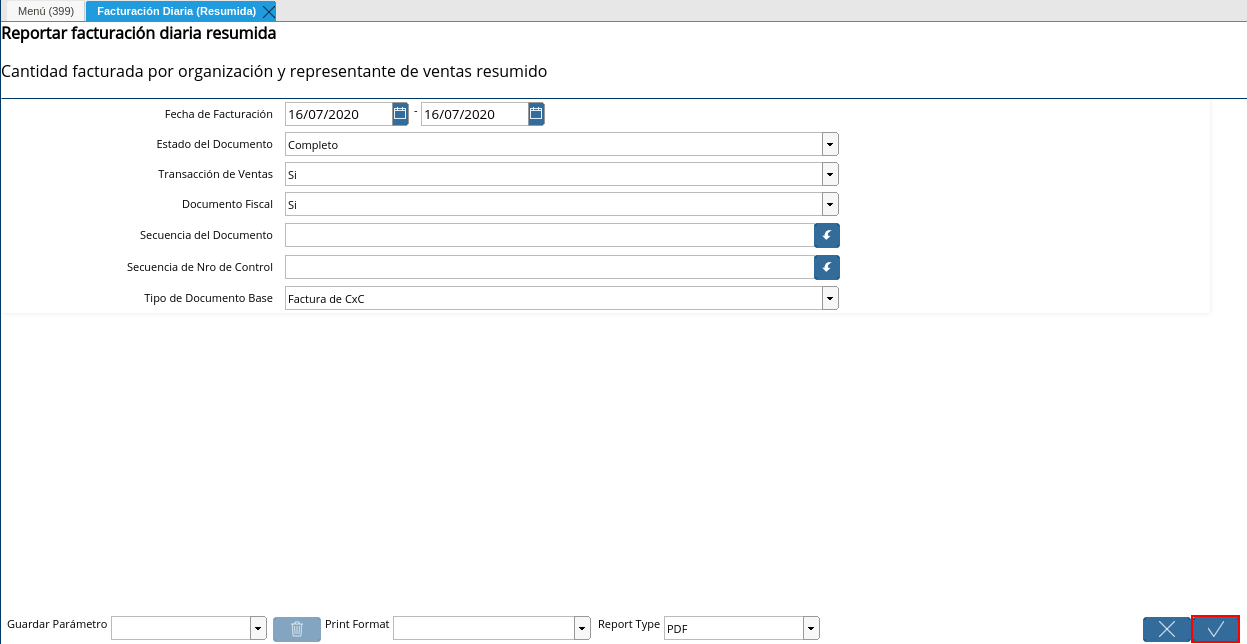 Menú (399) Facturación Diaria (Resumida)
Reportar facturación diaria resumida
Cantidad facturada por organización y representante de ventas resumido
Fecha de Facturación 16/07/2020 - 16/07/2020
Estado del Documento Completo
Transacción de Ventas Si
Documento Fiscal Si
Secuencia del Documento
Secuencia de Nro de Control
Tipo de Documento Base Factura de CxC
Guardar Parámetro Print Format Report Type PDF